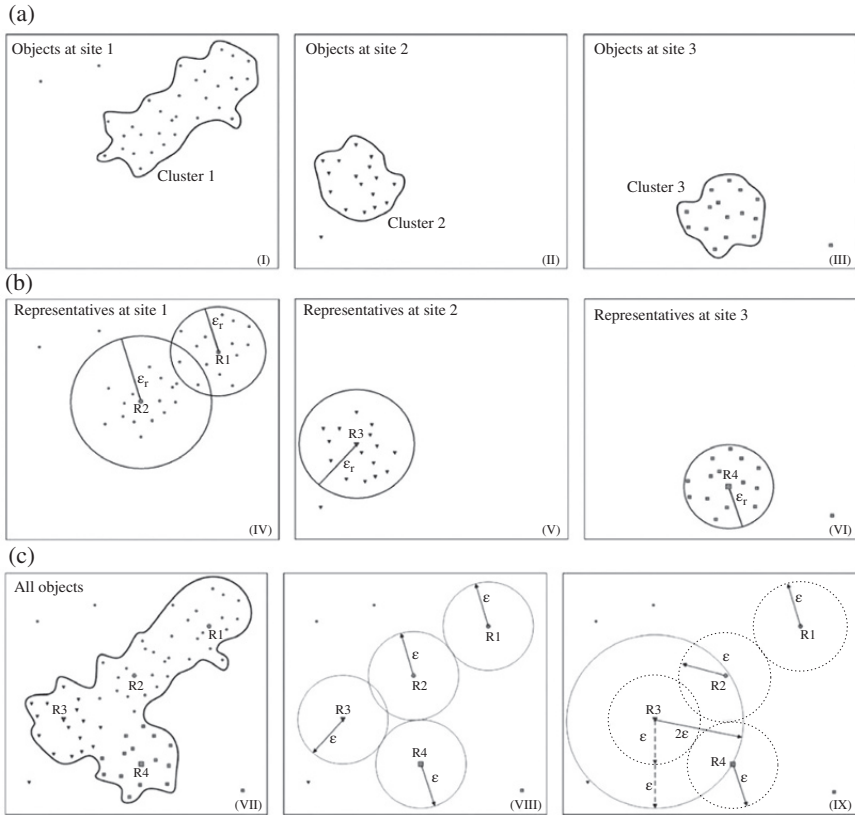 (a)
Objects at site 1
Cluster 1
(I)
Objects at site 2
Cluster 2
(II)
Objects at site 3
Cluster 3
(III)
(b)
Representatives at site 1
εr
R1
εr
R2
(IV)
Representatives at site 2
R3
εr
(V)
Representatives at site 3
R4
εr
(VI)
(c)
All objects
R1
R2
R3
R4
(VII)
ε
R1
ε
R2
R3
ε
R4
ε
(VIII)
ε
R1
ε
R2
R3
ε
2ε
R4
ε
ε
(IX)